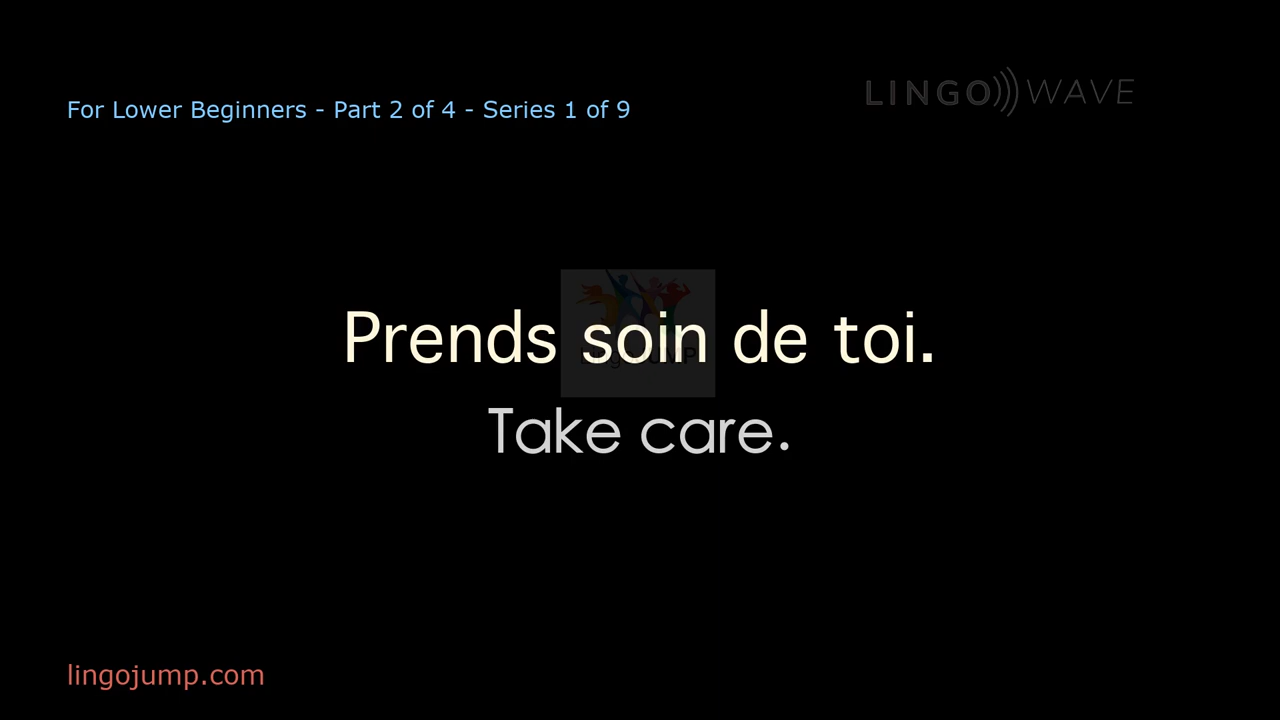 For Lower Beginners - Part 2 of 4 - Series 1 of 9
LINGO WAVE
Prends soin de toi.
Take care.
lingojump.com